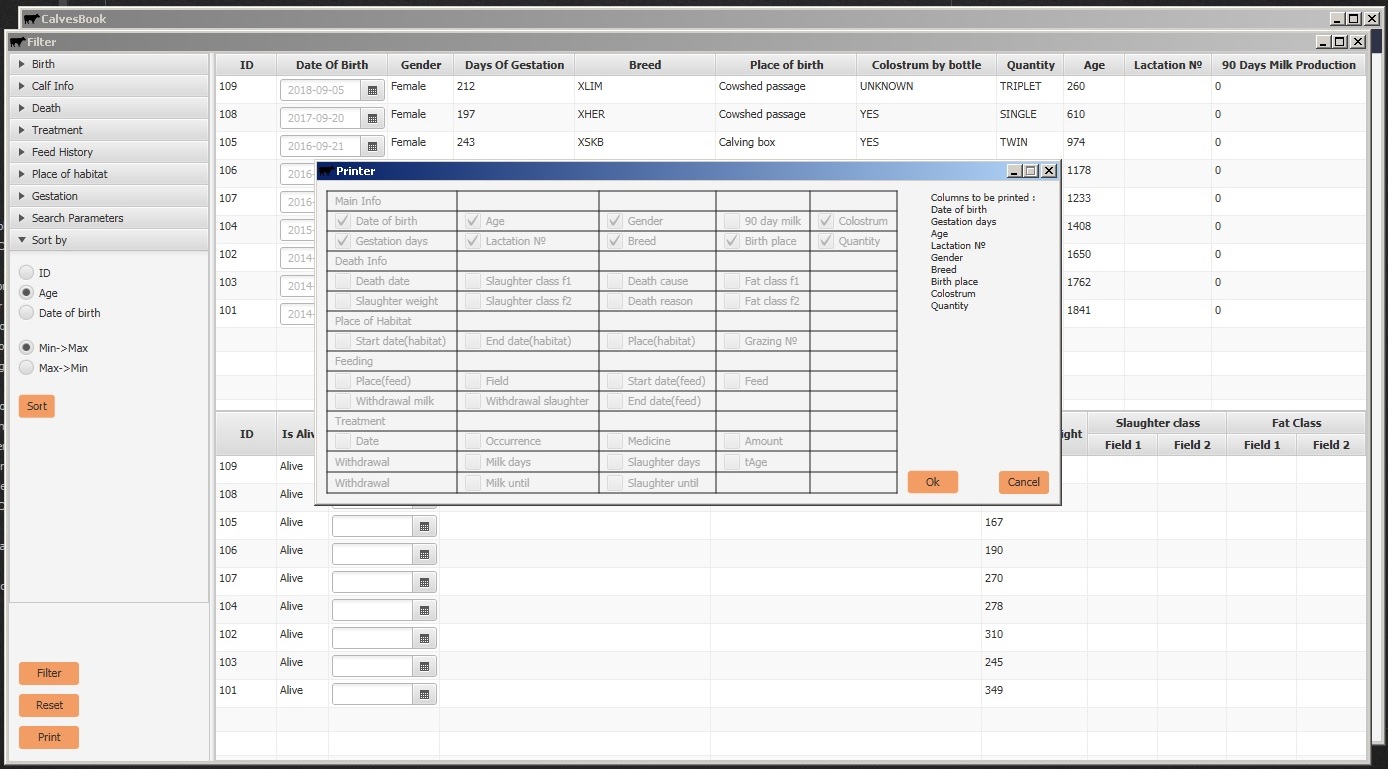 CalvesBook
Filter
Birth
Calf Info
Death
Treatment
Feed History
Place of habitat
Gestation
Search Parameters
Sort by
ID
Age
Date of birth
Min->Max
Max->Min
Sort
Filter
Reset
Print
ID Date Of Birth Gender Days Of Gestation Breed Place of birth Colostrum by bottle Quantity Age Lactation Nº 90 Days Milk Production
109 2018-09-05 Female 212 XLIM Cowshed passage UNKNOWN TRIPLET 260 0
108 2017-09-20 Female 197 XHER Cowshed passage YES SINGLE 610 0
105 2016-09-21 Female 243 XSKB Calving box YES TWIN 974 0
106 2016- 1178 0
107 2016- 1233 0
104 2015- 1408 0
102 2014- 1650 0
103 2014- 1762 0
101 2014- 1841 0
Printer
Main Info
Date of birth Age Gender 90 day milk Colostrum
Gestation days Lactation Nº Breed Birth place Quantity
Death Info
Death date Slaughter class f1 Death cause Fat class f1
Slaughter weight Slaughter class f2 Death reason Fat class f2
Place of Habitat
Start date(habitat) End date(habitat) Place(habitat) Grazing Nº
Feeding
Place(feed) Field Start date(feed) Feed
Withdrawal milk Withdrawal slaughter End date(feed)
Treatment
Date Occurrence Medicine Amount
Withdrawal Milk days Slaughter days tAge
Withdrawal Milk until Slaughter until
Columns to be printed :
Date of birth
Gestation days
Age
Lactation Nº
Gender
Breed
Birth place
Colostrum
Quantity
Ok Cancel
ID Is Aliv ight Slaughter class Fat Class
Field 1 Field 2 Field 1 Field 2
109 Alive
108 Alive
105 Alive 167
106 Alive 190
107 Alive 270
104 Alive 278
102 Alive 310
103 Alive 245
101 Alive 349